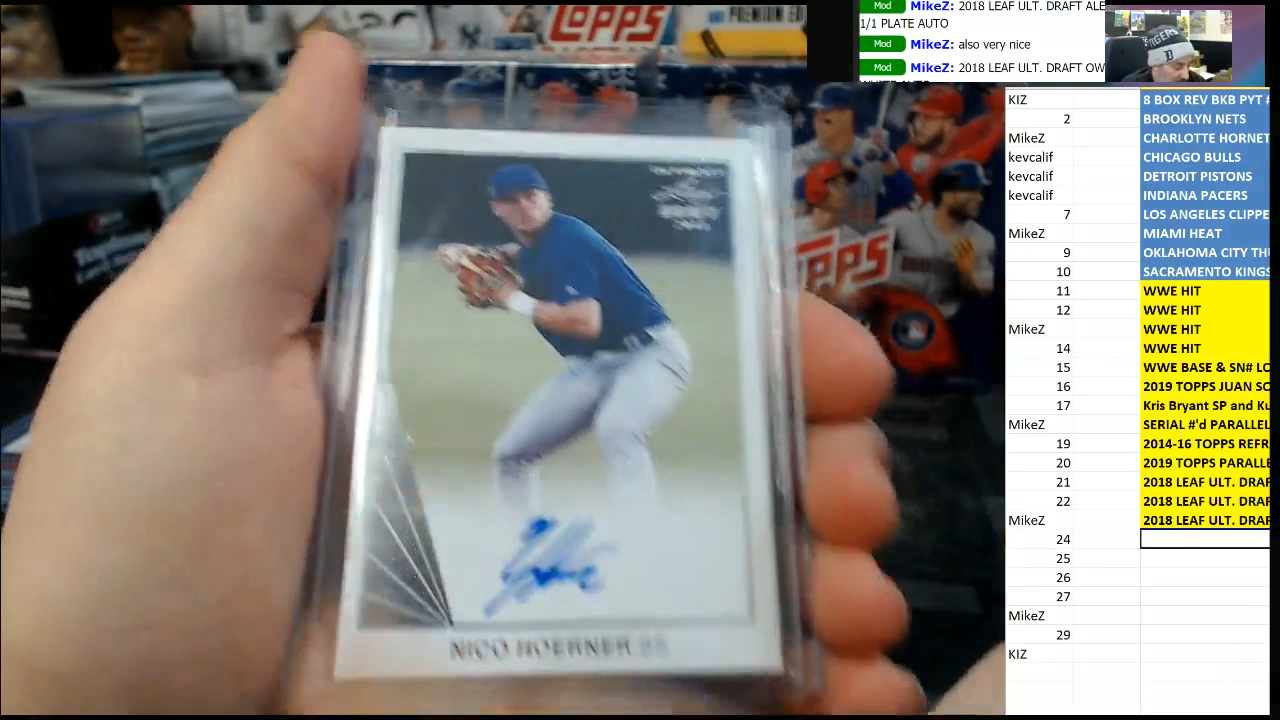 TOPPS
Mod MikeZ: 2018 LEAF ULT. DRAFT ALE
1/1 PLATE AUTO
Mod MikeZ: also very nice
Mod MikeZ: 2018 LEAF ULT. DRAFT OW
TIGERS
D
KIZ 8 BOX REV BKB PYT #
2 BROOKLYN NETS
MikeZ CHARLOTTE HORNET
kevcalif CHICAGO BULLS
kevcalif DETROIT PISTONS
kevcalif INDIANA PACERS
7 LOS ANGELES CLIPPE
MikeZ MIAMI HEAT
9 OKLAHOMA CITY THU
10 SACRAMENTO KINGS
11 WWE HIT
12 WWE HIT
MikeZ WWE HIT
14 WWE HIT
15 WWE BASE & SN# LO
16 2019 TOPPS JUAN SO
17 Kris Bryant SP and Ku
MikeZ SERIAL #'d PARALLEL
19 2014-16 TOPPS REFR
20 2019 TOPPS PARALLE
21 2018 LEAF ULT. DRAF
22 2018 LEAF ULT. DRAF
MikeZ 2018 LEAF ULT. DRAF
24
25
26
27
MikeZ
29
KIZ
TOPPS
NICO HOERNER